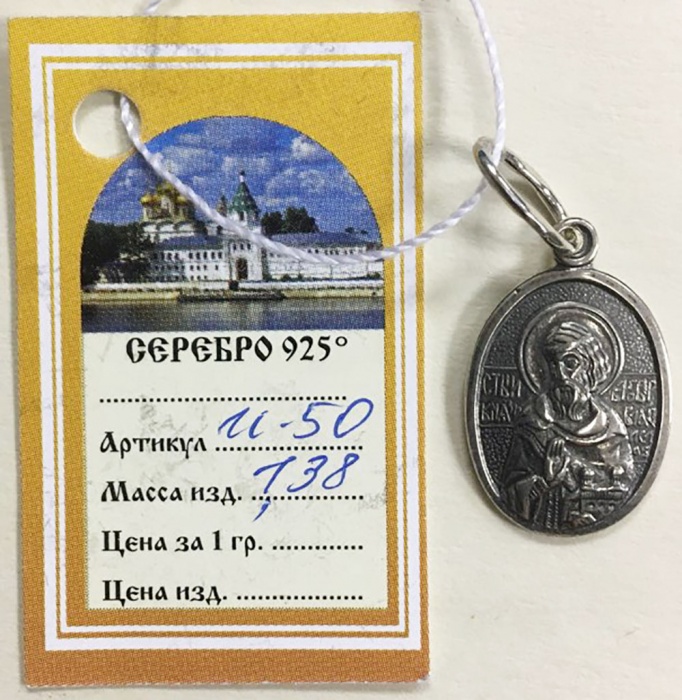 СЕРЕБРО 925°
Артикул и-50
Масса изд. 1,38
Цена за 1 гр.
Цена изд.